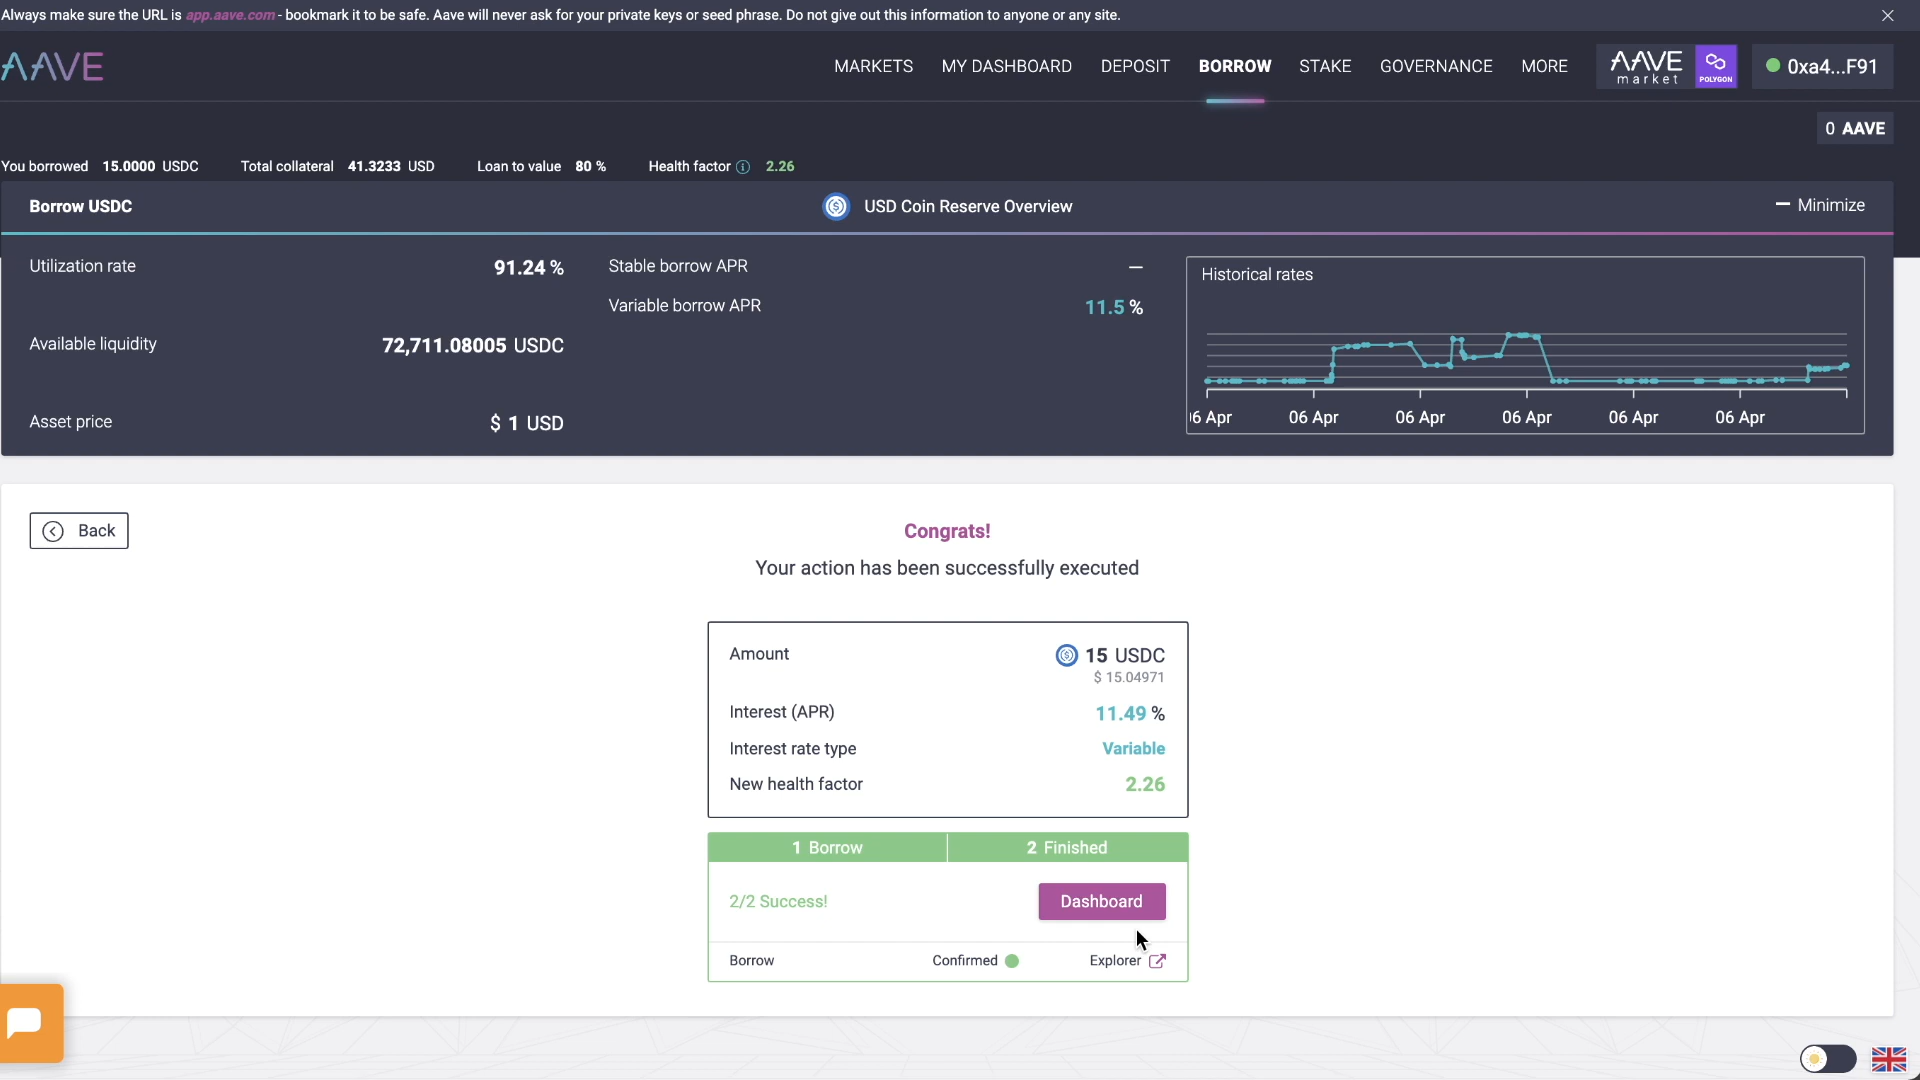 Always make sure the URL is app.aave.com - bookmark it to be safe. Aave will never ask for your private keys or seed phrase. Do not give out this information to anyone or any site.
AAVE
MARKETS MY DASHBOARD DEPOSIT BORROW STAKE GOVERNANCE MORE
AAVE market POLYGON
0xa4...F91
0 AAVE
You borrowed 15.0000 USDC Total collateral 41.3233 USD Loan to value 80 % Health factor 2.26
Borrow USDC
USD Coin Reserve Overview
Minimize
Utilization rate 91.24 %
Stable borrow APR —
Variable borrow APR 11.5 %
Available liquidity 72,711.08005 USDC
Asset price $ 1 USD
Historical rates
06 Apr 06 Apr 06 Apr 06 Apr 06 Apr
Back
Congrats!
Your action has been successfully executed
Amount 15 USDC
$ 15.04971
Interest (APR) 11.49 %
Interest rate type Variable
New health factor 2.26
1 Borrow 2 Finished
2/2 Success! Dashboard
Borrow Confirmed Explorer